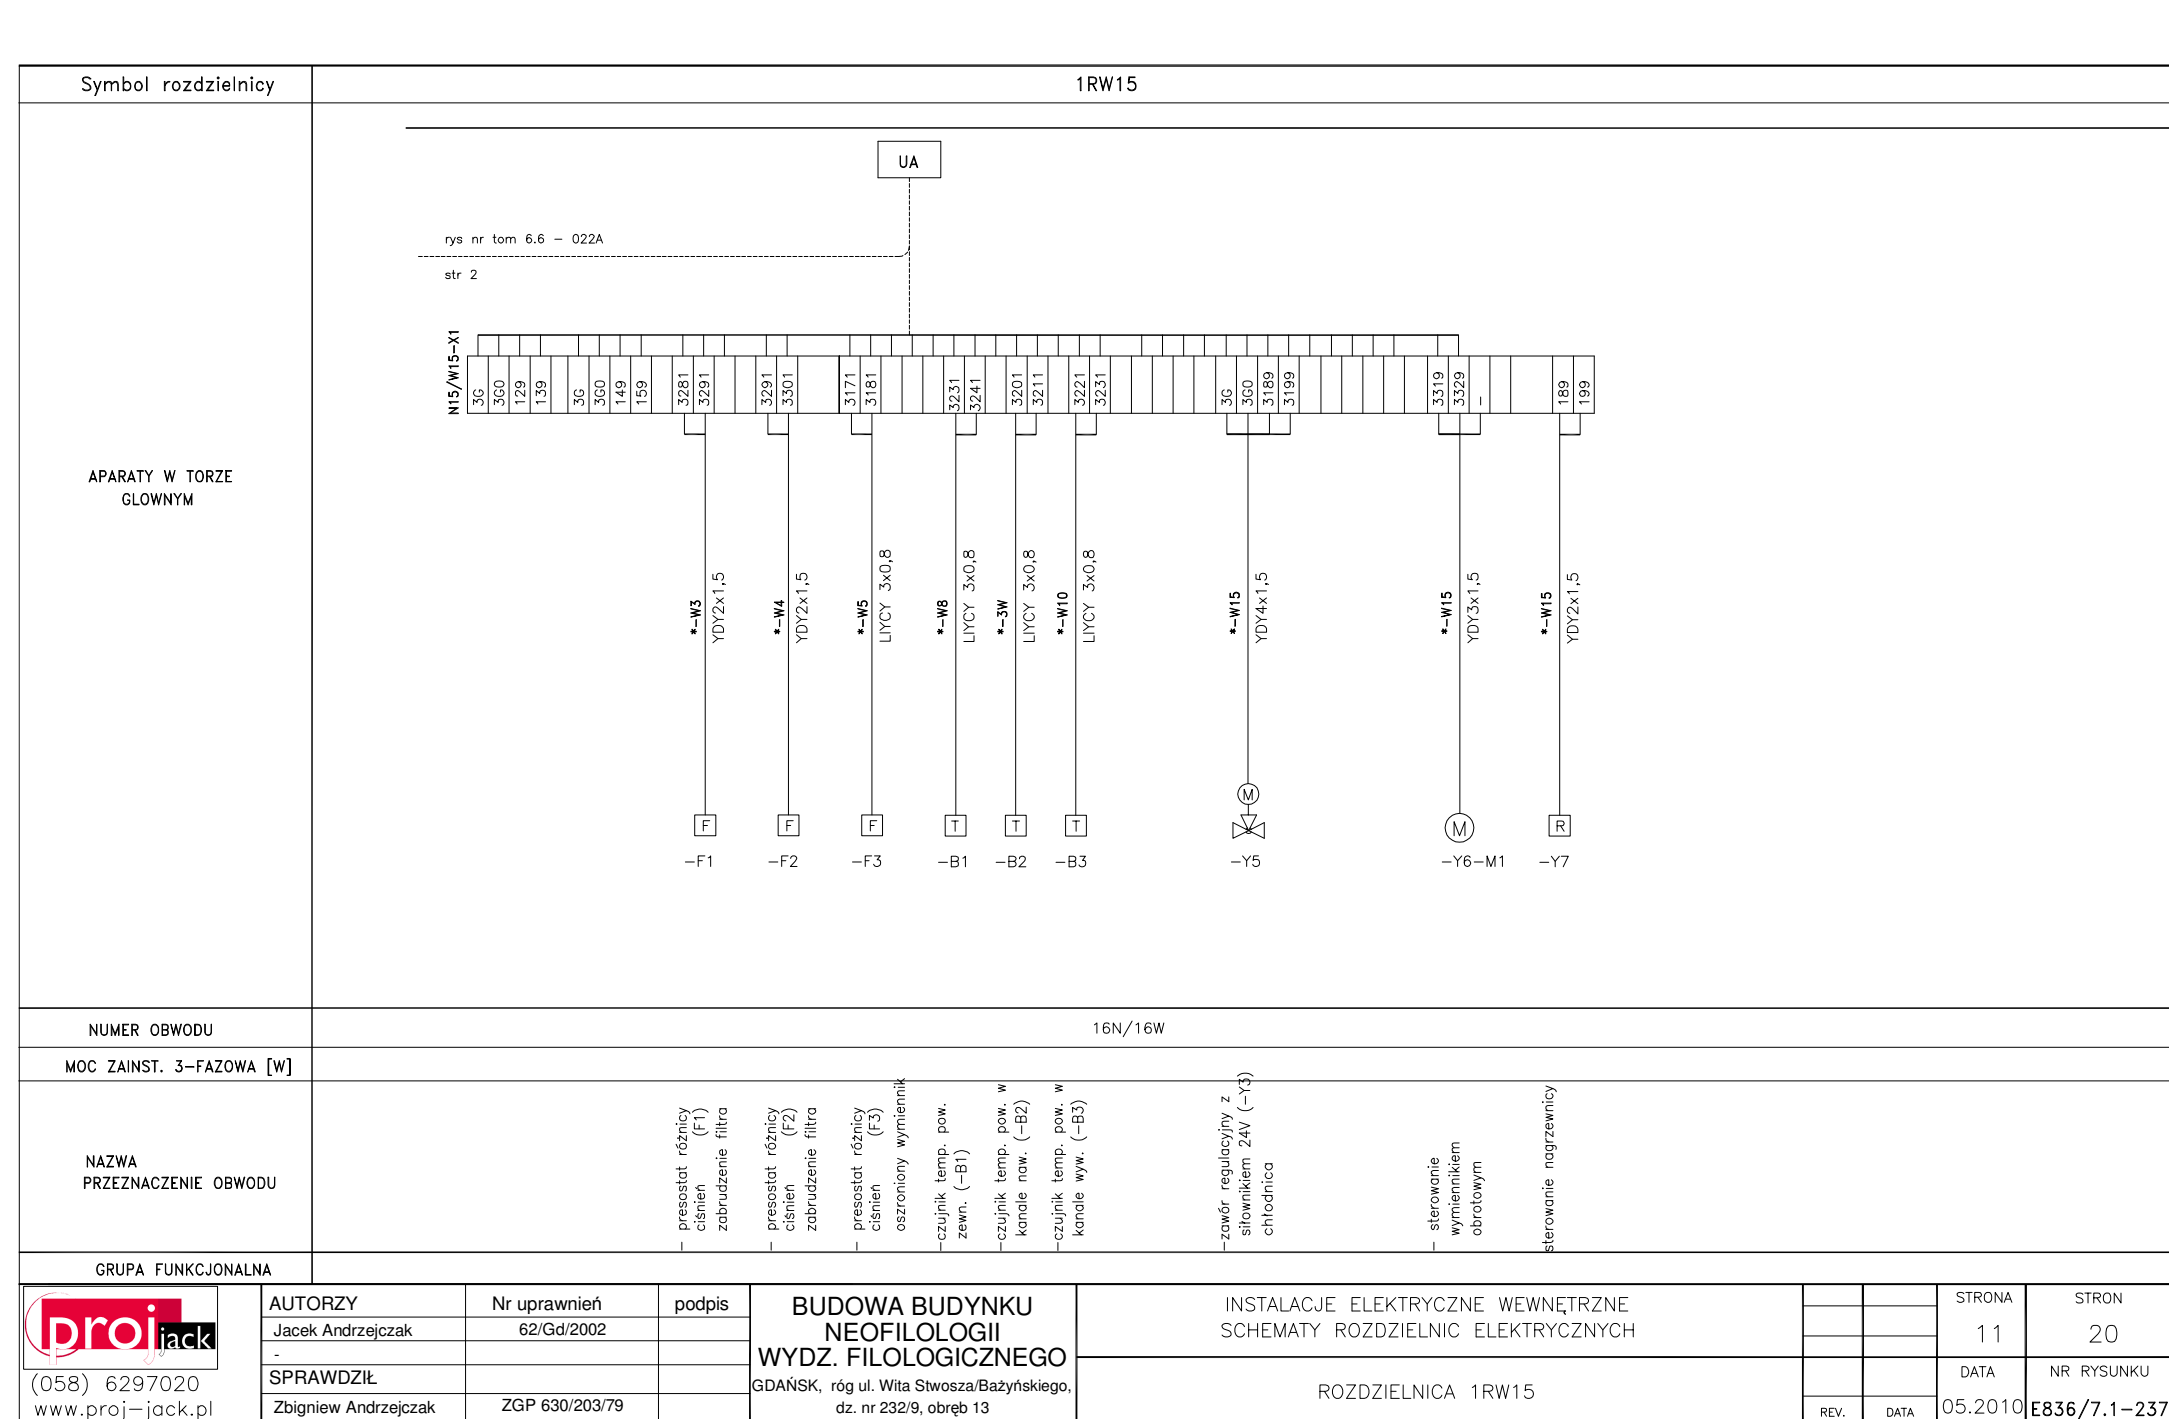 Symbol rozdzielnicy
1RW15
APARATY W TORZE
GLOWNYM
UA
rys nr tom 6.6 – 022A
str 2
N15/W15–X1
3G
3G0
129
139
3G
3G0
149
159
3281
3291
3291
3301
3171
3181
3231
3241
3201
3211
3221
3231
3G
3G0
3189
3199
3319
3329
–
189
199
*–W3
YDY2x1,5
*–W4
YDY2x1,5
*–W5
LIYCY 3x0,8
*–W8
LIYCY 3x0,8
*–3W
LIYCY 3x0,8
*–W10
LIYCY 3x0,8
*–W15
YDY4x1,5
*–W15
YDY3x1,5
*–W15
YDY2x1,5
F
F
F
T
T
T
M
M
R
–F1
–F2
–F3
–B1
–B2
–B3
–Y5
–Y6–M1
–Y7
NUMER OBWODU
16N/16W
MOC ZAINST. 3–FAZOWA [W]
NAZWA
PRZEZNACZENIE OBWODU
– presostat różnicy
ciśnień (F1)
zabrudzenie filtra
– presostat różnicy
ciśnień (F2)
zabrudzenie filtra
– presostat różnicy
ciśnień (F3)
oszroniony wymiennik
–czujnik temp. pow.
zewn. (–B1)
–czujnik temp. pow. w
kanale naw. (–B2)
–czujnik temp. pow. w
kanale wyw. (–B3)
–zawór regulacyjny z
siłownikiem 24V (–Y3)
chłodnica
– sterowanie
wymiennikiem
obrotowym
sterowanie nagrzewnicy
GRUPA FUNKCJONALNA
projjack
(058) 6297020
www.proj–jack.pl
AUTORZY
Nr uprawnień
podpis
Jacek Andrzejczak
62/Gd/2002
-
SPRAWDZIŁ
Zbigniew Andrzejczak
ZGP 630/203/79
BUDOWA BUDYNKU
NEOFILOLOGII
WYDZ. FILOLOGICZNEGO
GDAŃSK, róg ul. Wita Stwosza/Bażyńskiego,
dz. nr 232/9, obręb 13
INSTALACJE ELEKTRYCZNE WEWNĘTRZNE
SCHEMATY ROZDZIELNIC ELEKTRYCZNYCH
ROZDZIELNICA 1RW15
REV.
DATA
STRONA
11
STRON
20
DATA
05.2010
NR RYSUNKU
E836/7.1–237